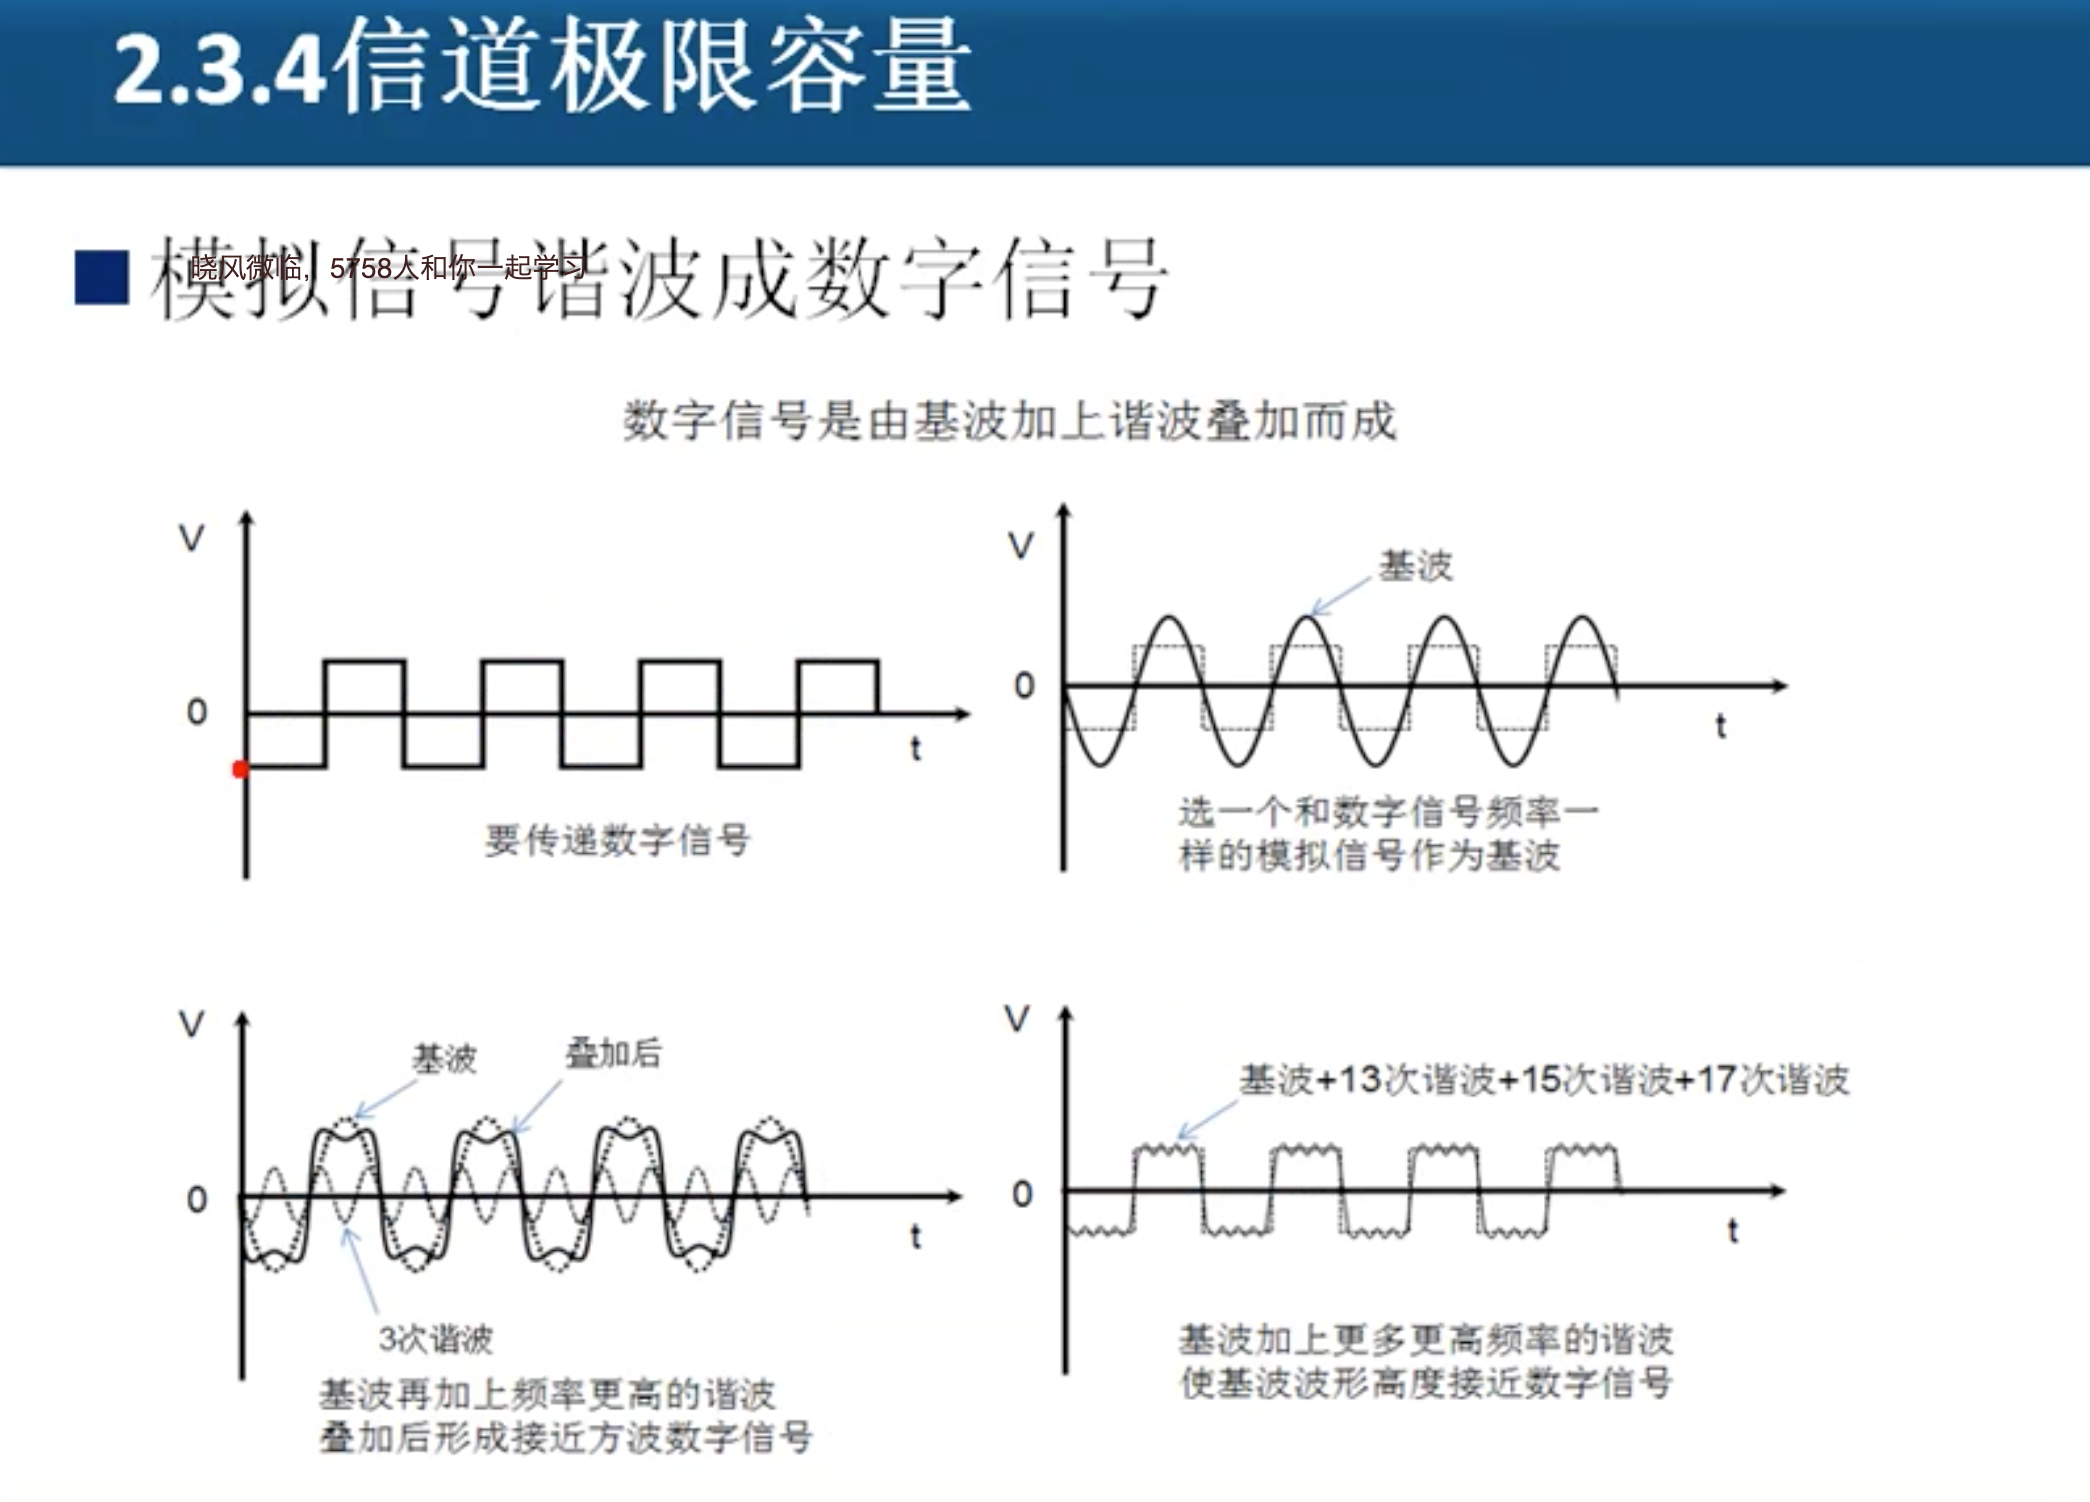 2.3.4信道极限容量
模拟信号谐波成数字信号
晓风微临，5758人和你一起学习
数字信号是由基波加上谐波叠加而成
V
0
t
要传递数字信号
V
基波
0
t
选一个和数字信号频率一
样的模拟信号作为基波
V
基波
叠加后
0
t
3次谐波
基波再加上频率更高的谐波
叠加后形成接近方波数字信号
V
基波+13次谐波+15次谐波+17次谐波
0
t
基波加上更多更高频率的谐波
使基波波形高度接近数字信号